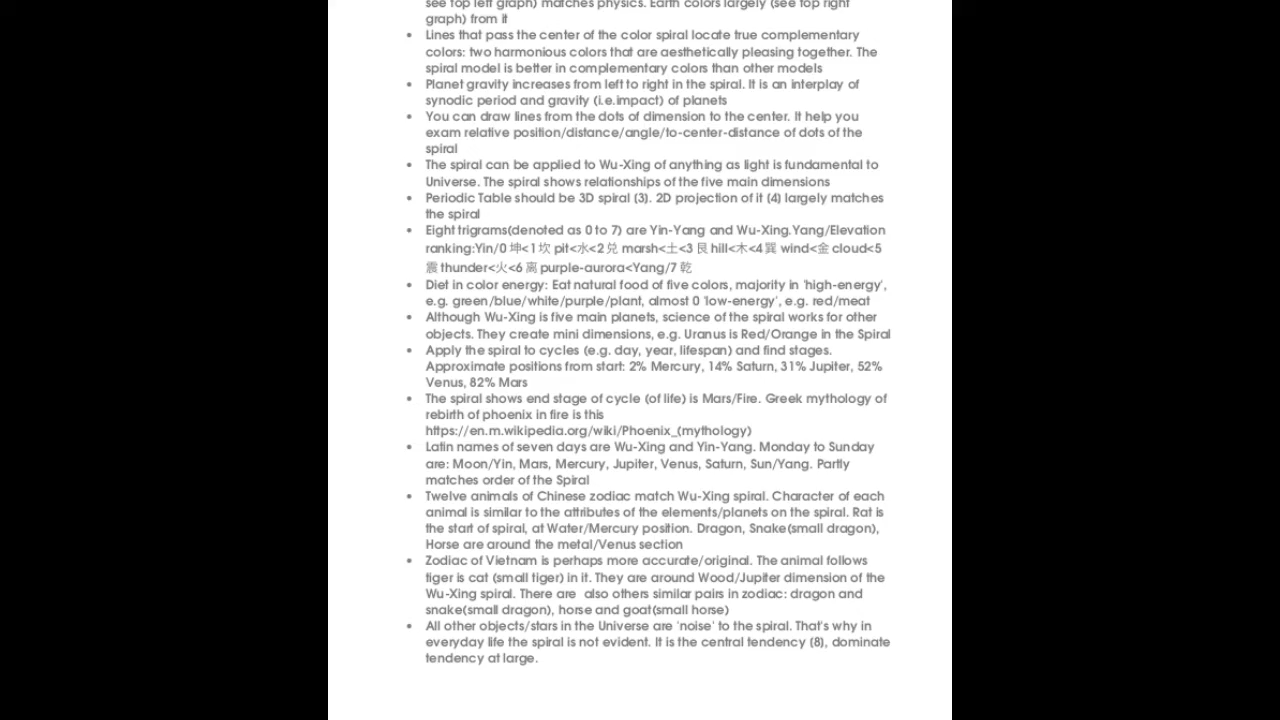 see top left graph) matches physics. Earth colors largely (see top right
graph) from it
• Lines that pass the center of the color spiral locate true complementary
colors: two harmonious colors that are aesthetically pleasing together. The
spiral model is better in complementary colors than other models
• Planet gravity increases from left to right in the spiral. It is an interplay of
synodic period and gravity (i.e.impact) of planets
• You can draw lines from the dots of dimension to the center. It help you
exam relative position/distance/angle/to-center-distance of dots of the
spiral
• The spiral can be applied to Wu-Xing of anything as light is fundamental to
Universe. The spiral shows relationships of the five main dimensions
• Periodic Table should be 3D spiral [3]. 2D projection of it [4] largely matches
the spiral
• Eight trigrams(denoted as 0 to 7) are Yin-Yang and Wu-Xing.Yang/Elevation
ranking:Yin/0 坤<1 坎 pit<水<2 兑 marsh<土<3 艮 hill<木<4 巽 wind<金 cloud<5
震 thunder<火<6 离 purple-aurora<Yang/7 乾
• Diet in color energy: Eat natural food of five colors, majority in 'high-energy',
e.g. green/blue/white/purple/plant, almost 0 'low-energy', e.g. red/meat
• Although Wu-Xing is five main planets, science of the spiral works for other
objects. They create mini dimensions, e.g. Uranus is Red/Orange in the Spiral
• Apply the spiral to cycles (e.g. day, year, lifespan) and find stages.
Approximate positions from start: 2% Mercury, 14% Saturn, 31% Jupiter, 52%
Venus, 82% Mars
• The spiral shows end stage of cycle (of life) is Mars/Fire. Greek mythology of
rebirth of phoenix in fire is this
https://en.m.wikipedia.org/wiki/Phoenix_(mythology)
• Latin names of seven days are Wu-Xing and Yin-Yang. Monday to Sunday
are: Moon/Yin, Mars, Mercury, Jupiter, Venus, Saturn, Sun/Yang. Partly
matches order of the Spiral
• Twelve animals of Chinese zodiac match Wu-Xing spiral. Character of each
animal is similar to the attributes of the elements/planets on the spiral. Rat is
the start of spiral, at Water/Mercury position. Dragon, Snake(small dragon),
Horse are around the metal/Venus section
• Zodiac of Vietnam is perhaps more accurate/original. The animal follows
tiger is cat (small tiger) in it. They are around Wood/Jupiter dimension of the
Wu-Xing spiral. There are  also others similar pairs in zodiac: dragon and
snake(small dragon), horse and goat(small horse)
• All other objects/stars in the Universe are 'noise' to the spiral. That's why in
everyday life the spiral is not evident. It is the central tendency [8], dominate
tendency at large.